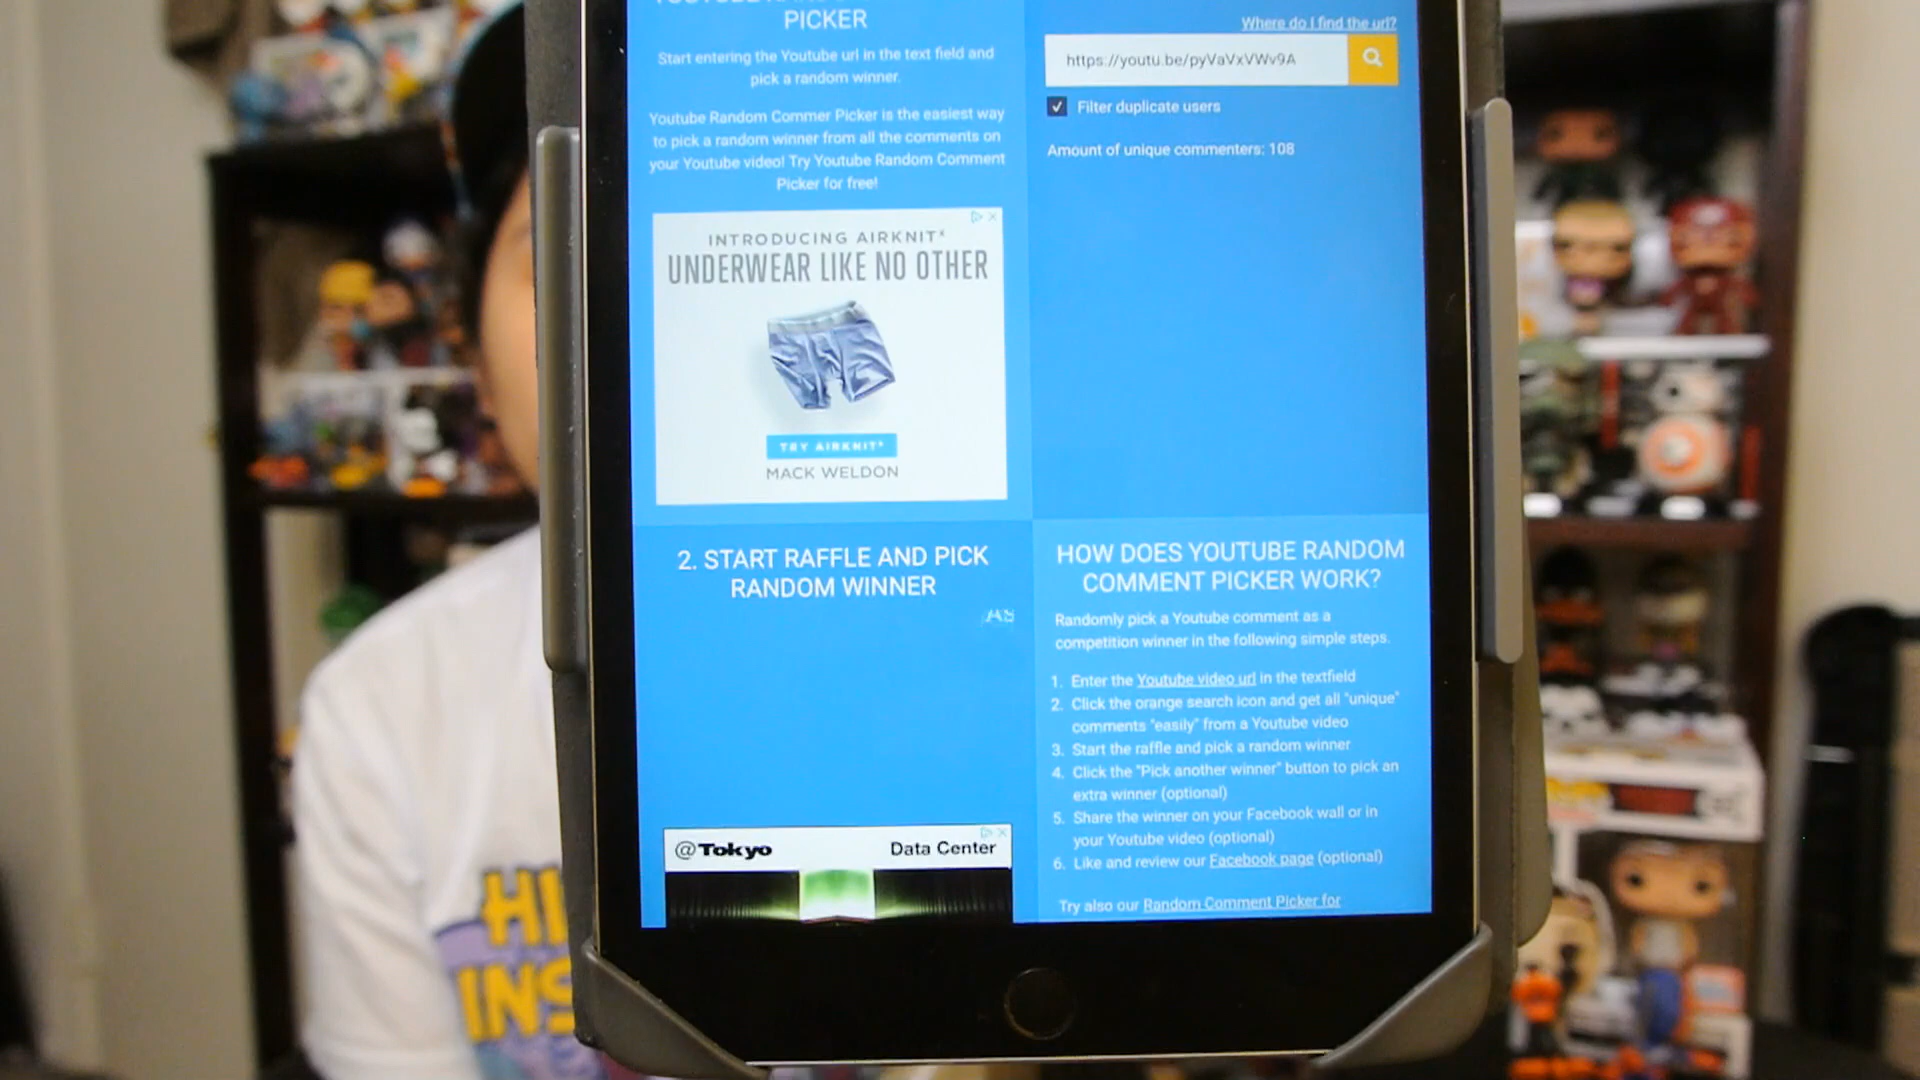 PICKER
Start entering the Youtube url in the text field and
pick a random winner.
Youtube Random Commer Picker is the easiest way
to pick a random winner from all the comments on
your Youtube video! Try Youtube Random Comment
Picker for free!
INTRODUCING AIRKNITˣ
UNDERWEAR LIKE NO OTHER
TRY AIRKNITˣ
MACK WELDON
Where do I find the url?
https://youtu.be/pyVaVxVWv9A
Filter duplicate users
Amount of unique commenters: 108
2. START RAFFLE AND PICK
RANDOM WINNER
@Tokyo
Data Center
HOW DOES YOUTUBE RANDOM
COMMENT PICKER WORK?
Randomly pick a Youtube comment as a
competition winner in the following simple steps.
1. Enter the Youtube video url in the textfield
2. Click the orange search icon and get all "unique"
comments "easily" from a Youtube video
3. Start the raffle and pick a random winner
4. Click the "Pick another winner" button to pick an
extra winner (optional)
5. Share the winner on your Facebook wall or in
your Youtube video (optional)
6. Like and review our Facebook page (optional)
Try also our Random Comment Picker for